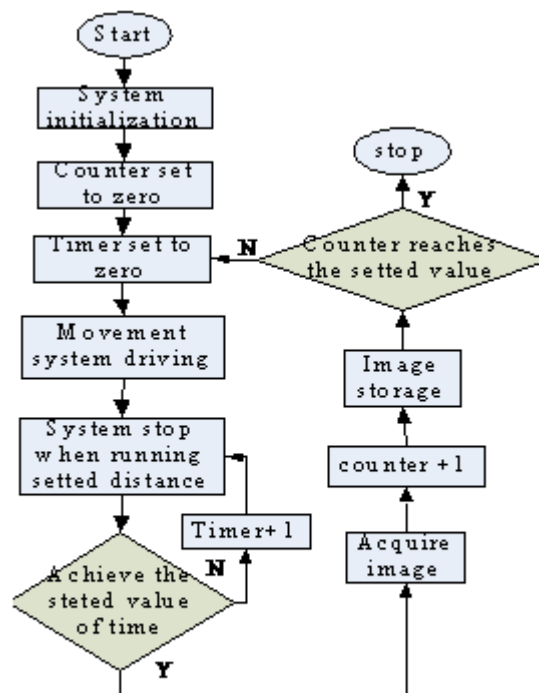 Start
System
initialization
Counter set
to zero
Timer set to
zero
Movement
system driving
System stop
when running
setted distance
Timer+1
N
Achieve the
steted value
of time
Y
Acquire
image
counter +1
Image
storage
Counter reaches
the setted value
N
Y
stop